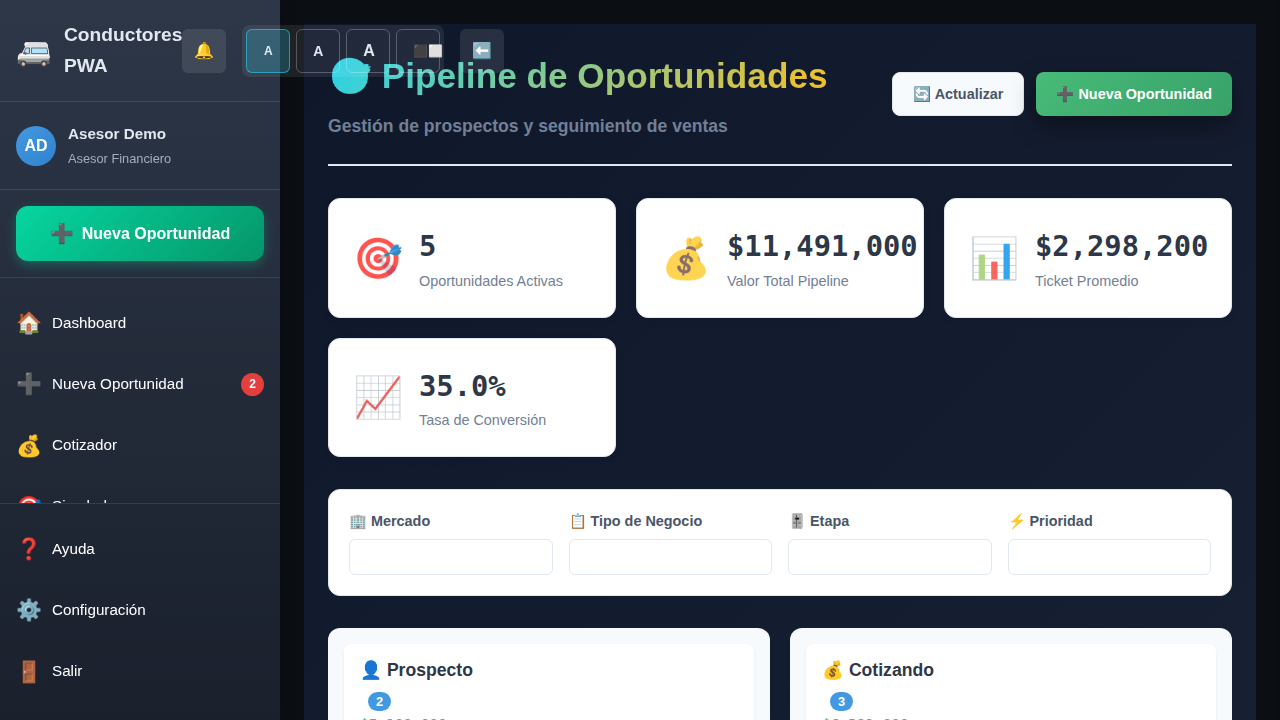 Conductores
PWA
A
A
A
Asesor Demo
Asesor Financiero
AD
Nueva Oportunidad
Dashboard
Nueva Oportunidad
2
Cotizador
Ayuda
Configuración
Salir
Pipeline de Oportunidades
Gestión de prospectos y seguimiento de ventas
Actualizar
Nueva Oportunidad
5
Oportunidades Activas
$11,491,000
Valor Total Pipeline
$2,298,200
Ticket Promedio
35.0%
Tasa de Conversión
Mercado
Tipo de Negocio
Etapa
Prioridad
Prospecto
2
Cotizando
3